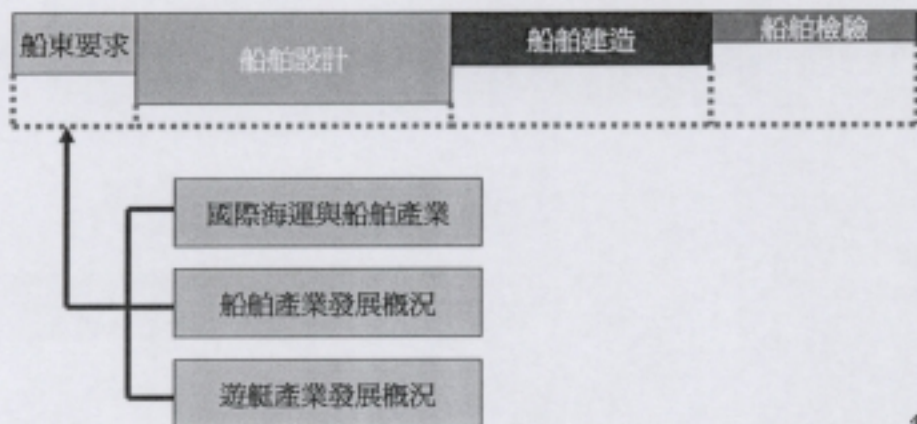 船東要求
船舶設計
船舶建造
船舶檢驗
國際海運與船舶產業
船舶產業發展概況
遊艇產業發展概況